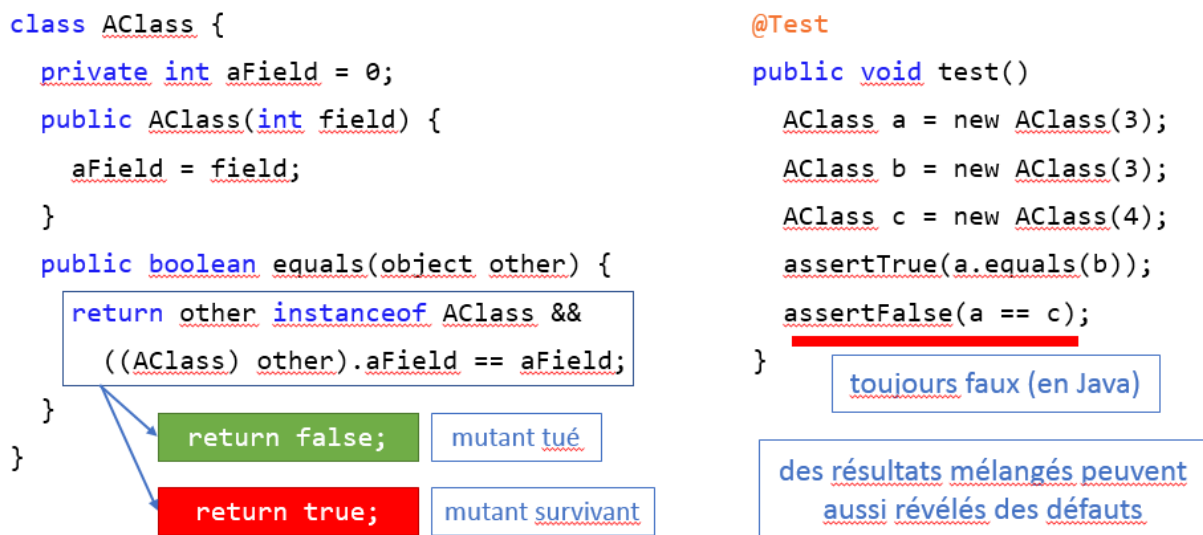 class AClass {
private int aField = 0;
public AClass(int field) {
aField = field;
}
public boolean equals(object other) {
return other instanceof AClass &&
((AClass) other).aField == aField;
}
}
return false;
mutant tué
return true;
mutant survivant
@Test
public void test()
AClass a = new AClass(3);
AClass b = new AClass(3);
AClass c = new AClass(4);
assertTrue(a.equals(b));
assertFalse(a == c);
}
toujours faux (en Java)
des résultats mélangés peuvent
aussi révélés des défauts